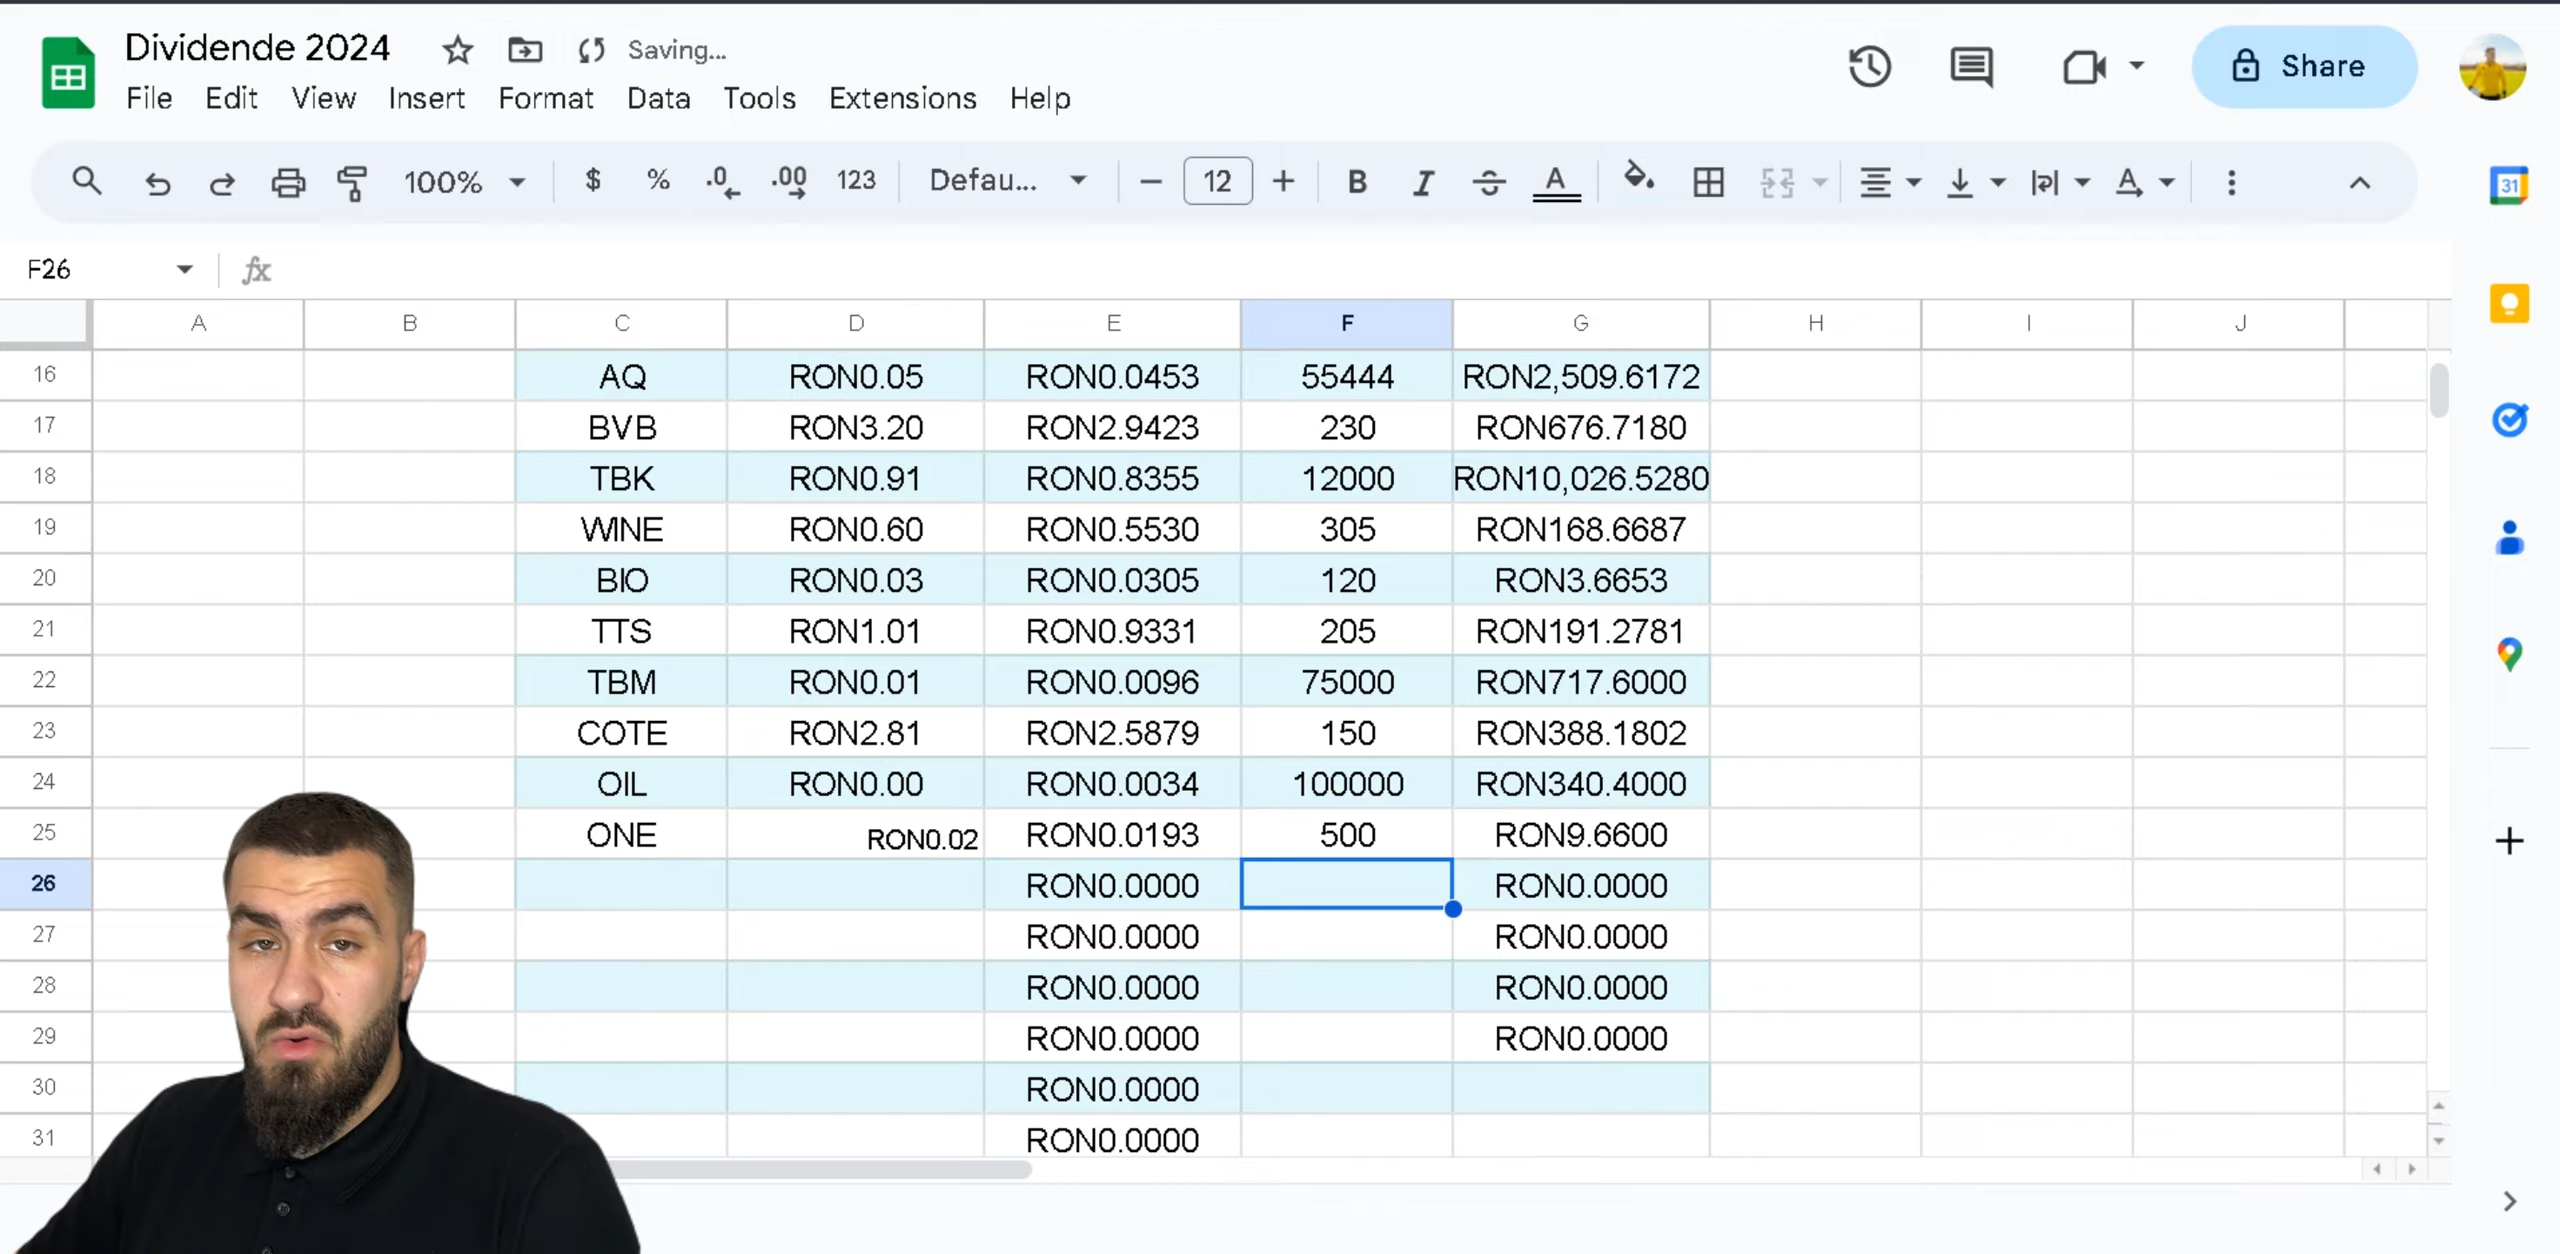 Dividende 2024 Saving...
File Edit View Insert Format Data Tools Extensions Help
Share
100% $ % .0 .00 123 Defau... 12 B I A A
31
F26 fx
A B C D E F G H I J
16 AQ RON0.05 RON0.0453 55444 RON2,509.6172
17 BVB RON3.20 RON2.9423 230 RON676.7180
18 TBK RON0.91 RON0.8355 12000 RON10,026.5280
19 WINE RON0.60 RON0.5530 305 RON168.6687
20 BIO RON0.03 RON0.0305 120 RON3.6653
21 TTS RON1.01 RON0.9331 205 RON191.2781
22 TBM RON0.01 RON0.0096 75000 RON717.6000
23 COTE RON2.81 RON2.5879 150 RON388.1802
24 OIL RON0.00 RON0.0034 100000 RON340.4000
25 ONE RON0.02 RON0.0193 500 RON9.6600
26 RON0.0000 RON0.0000
27 RON0.0000 RON0.0000
28 RON0.0000 RON0.0000
29 RON0.0000 RON0.0000
30 RON0.0000
31 RON0.0000